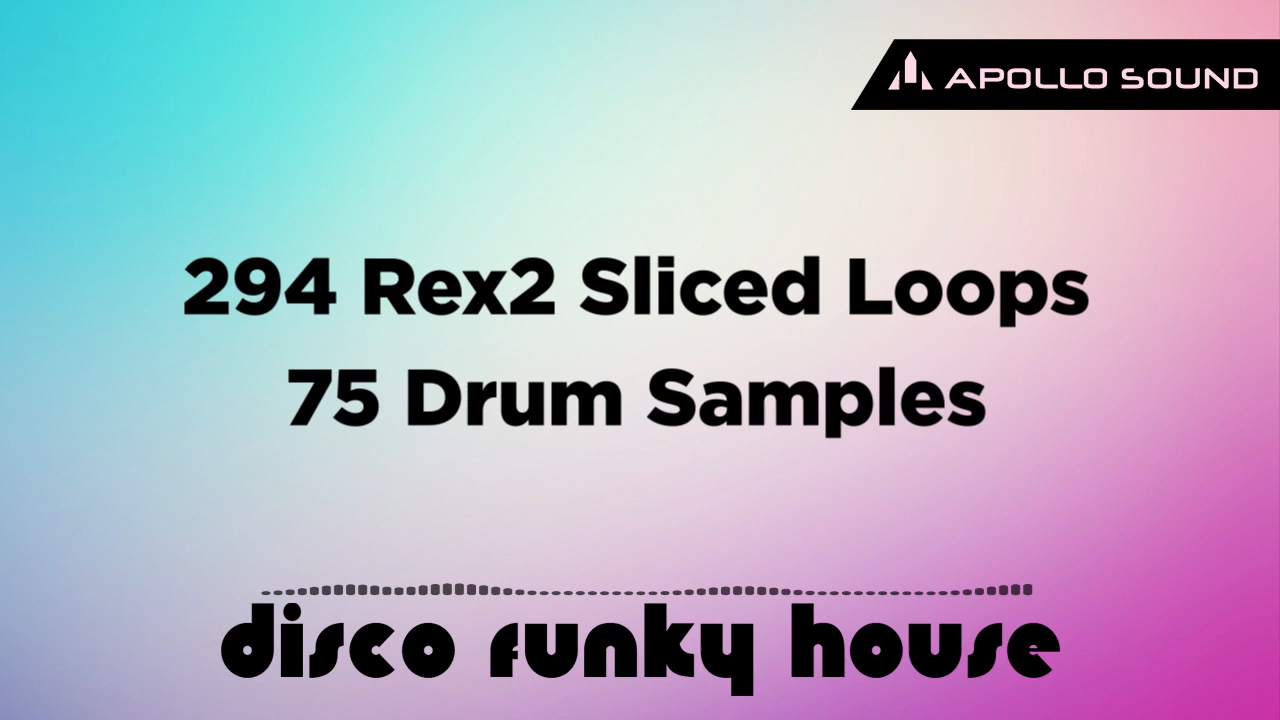 APOLLO SOUND
294 Rex2 Sliced Loops
75 Drum Samples
disco funky house